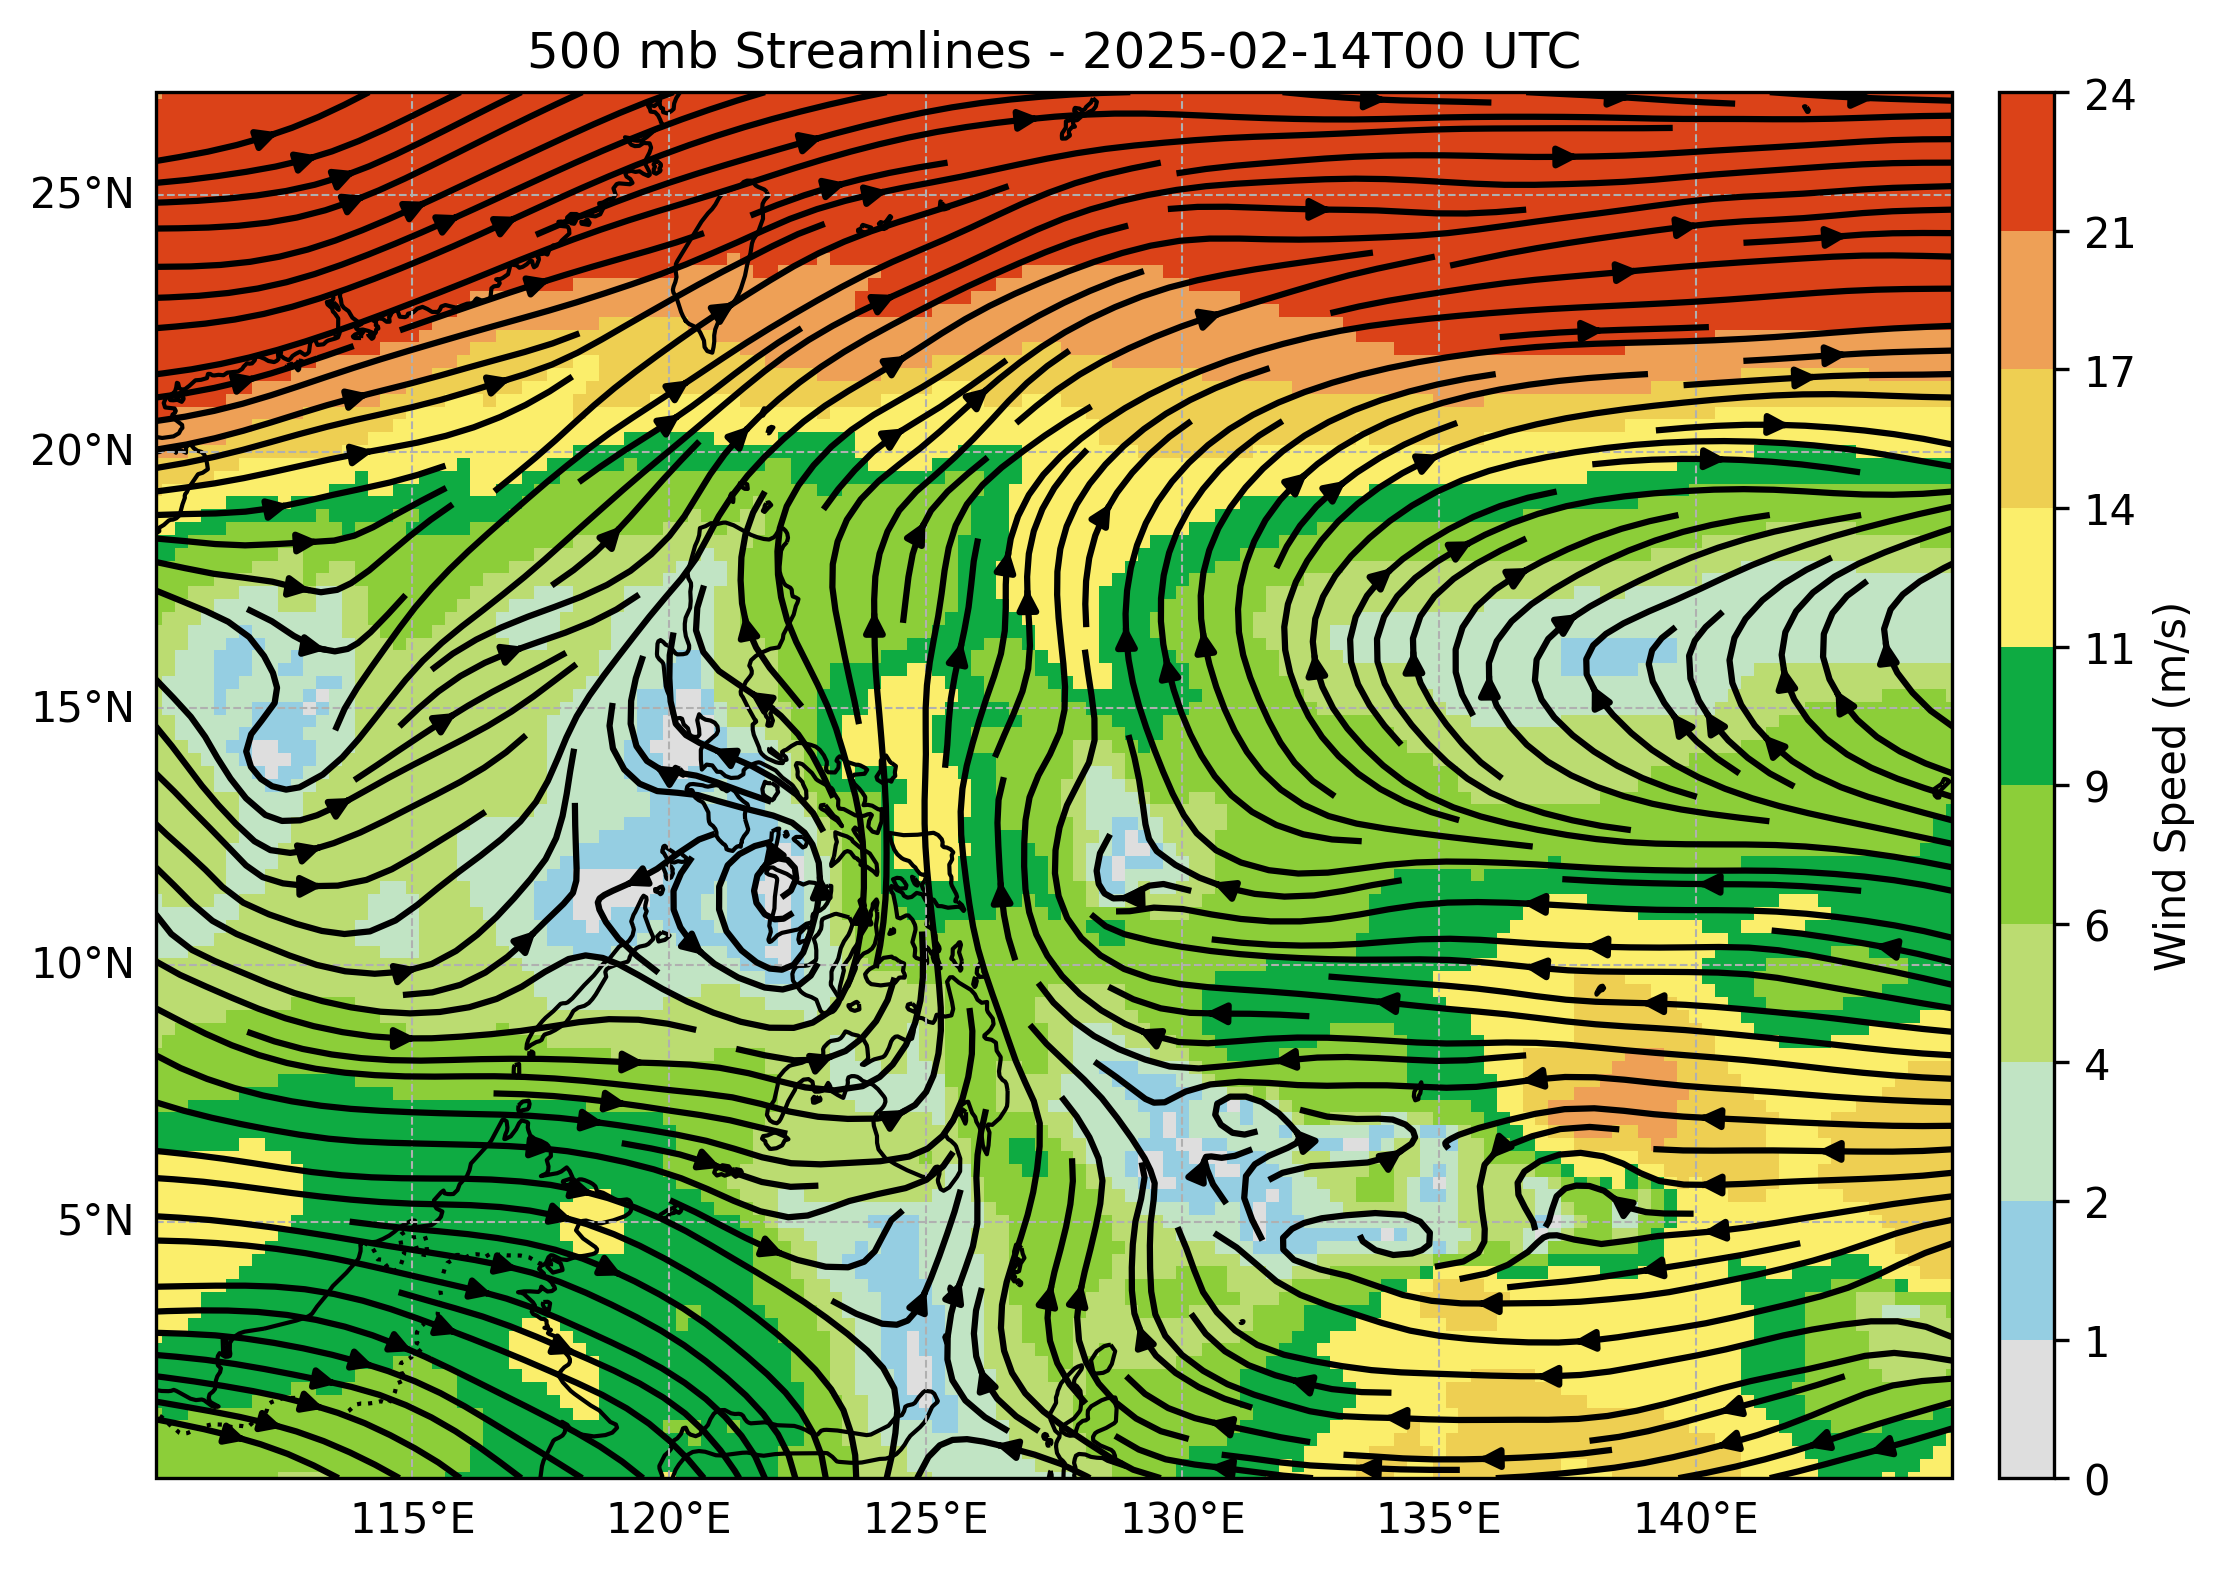 500 mb Streamlines - 2025-02-14T00 UTC
25°N
20°N
15°N
10°N
5°N
115°E
120°E
125°E
130°E
135°E
140°E
24
21
17
14
11
9
6
4
2
1
0
Wind Speed (m/s)